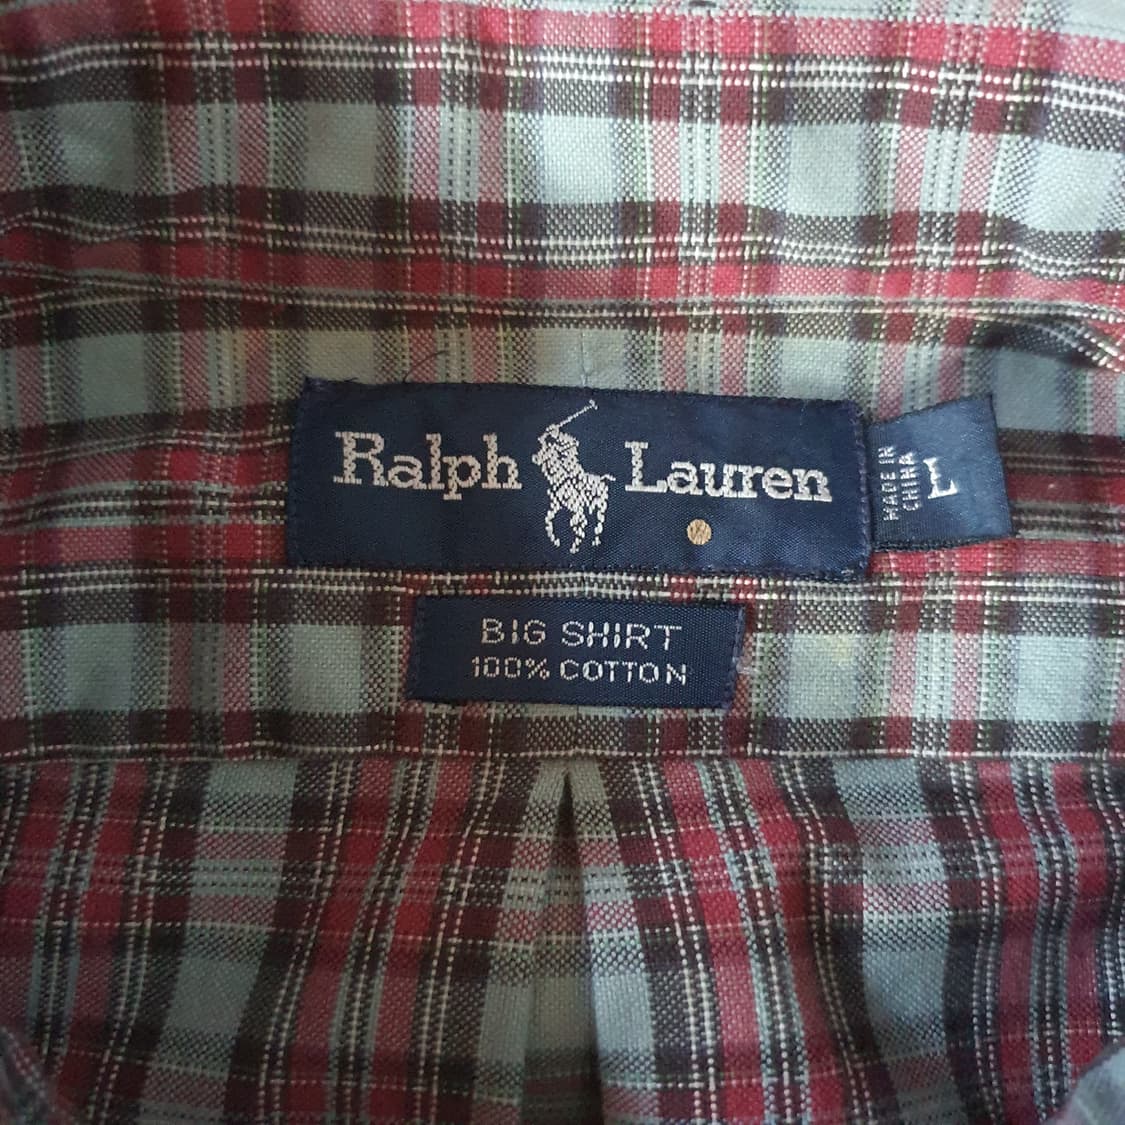 Ralph Lauren
MADE IN
CHINA
L
BIG SHIRT
100% COTTON